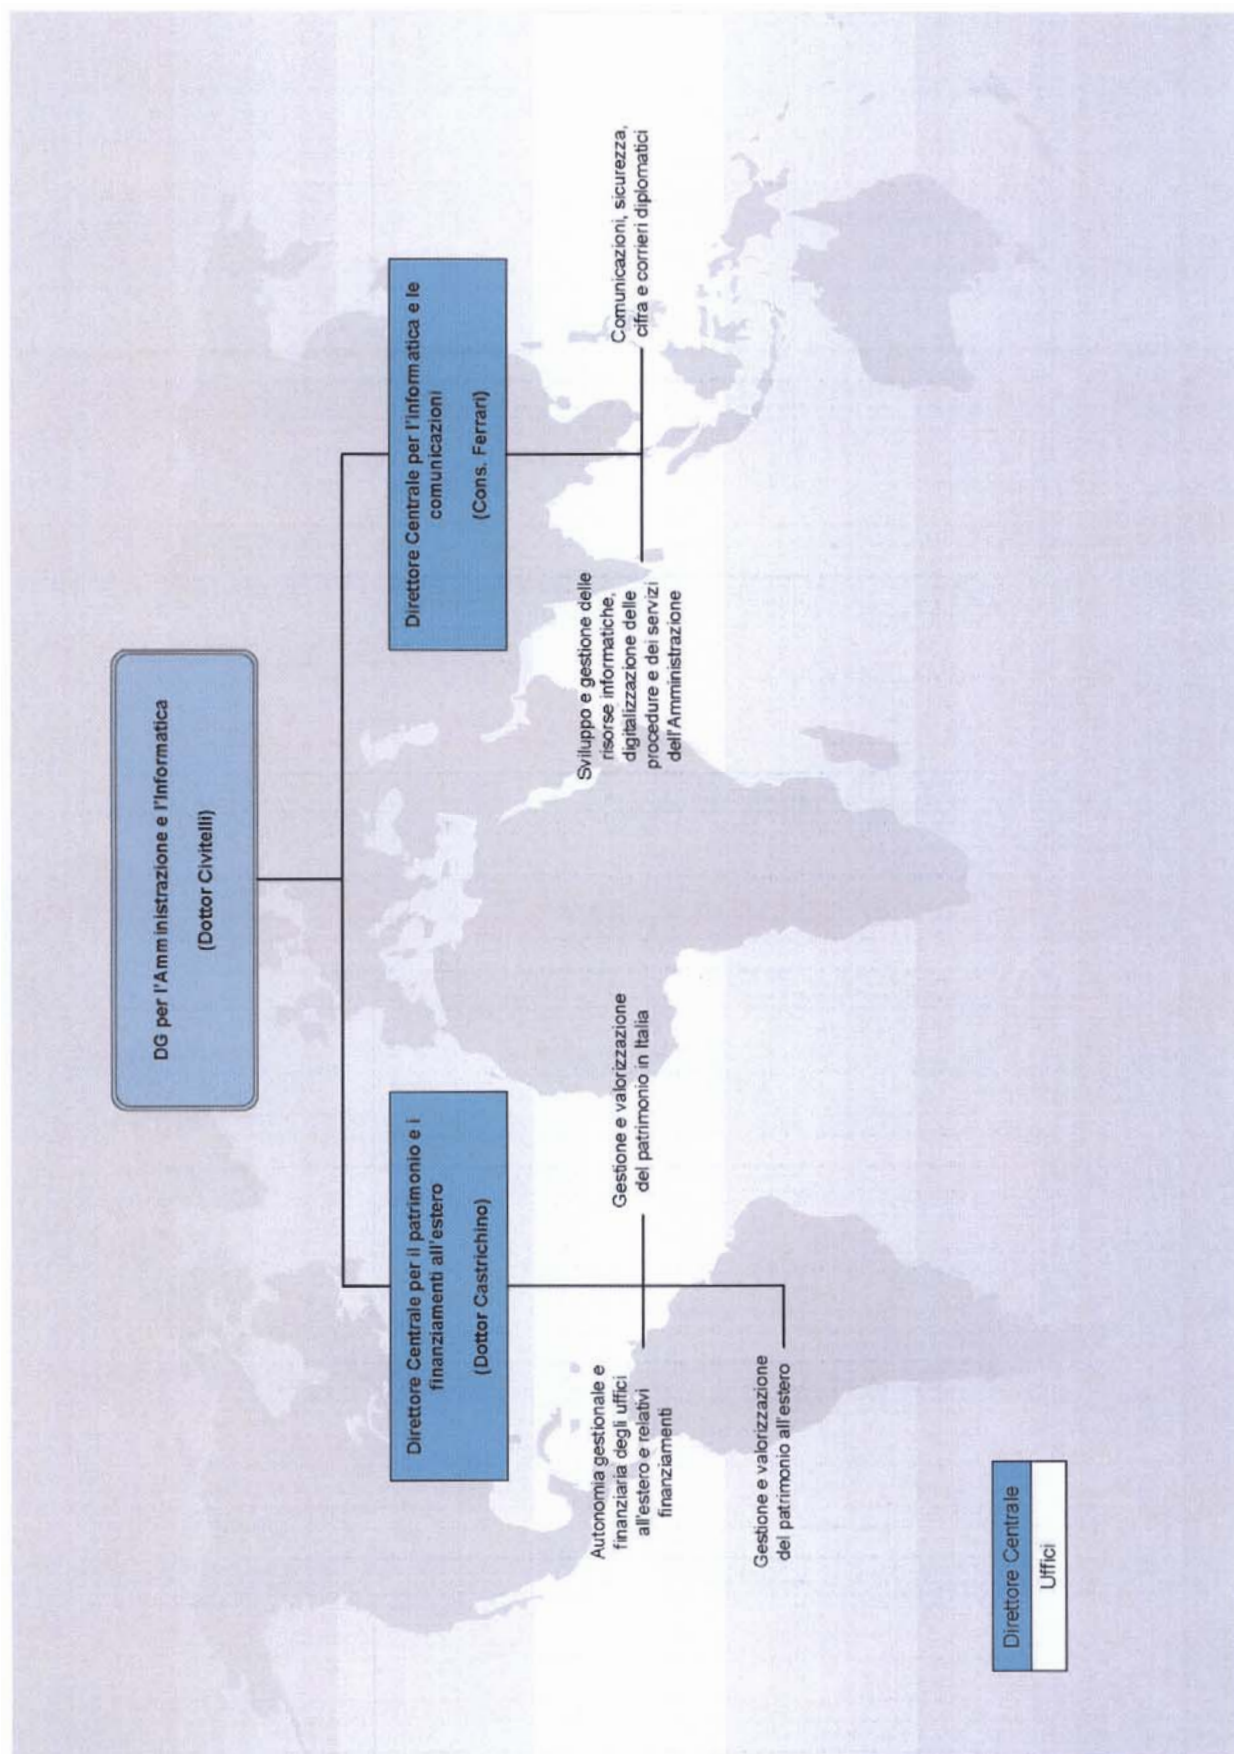 DG per l'Amministrazione e l'Informatica
(Dottor Civitelli)
Direttore Centrale per il patrimonio e i
finanziamenti all'estero
(Dottor Castrichino)
Direttore Centrale per l'informatica e le
comunicazioni
(Cons. Ferrari)
Autonomia gestionale e
finanziaria degli uffici
all'estero e relativi
finanziamenti
Gestione e valorizzazione
del patrimonio in Italia
Gestione e valorizzazione
del patrimonio all'estero
Sviluppo e gestione delle
risorse informatiche,
digitalizzazione delle
procedure e dei servizi
dell'Amministrazione
Comunicazioni, sicurezza,
cifra e corrieri diplomatici
Direttore Centrale
Uffici